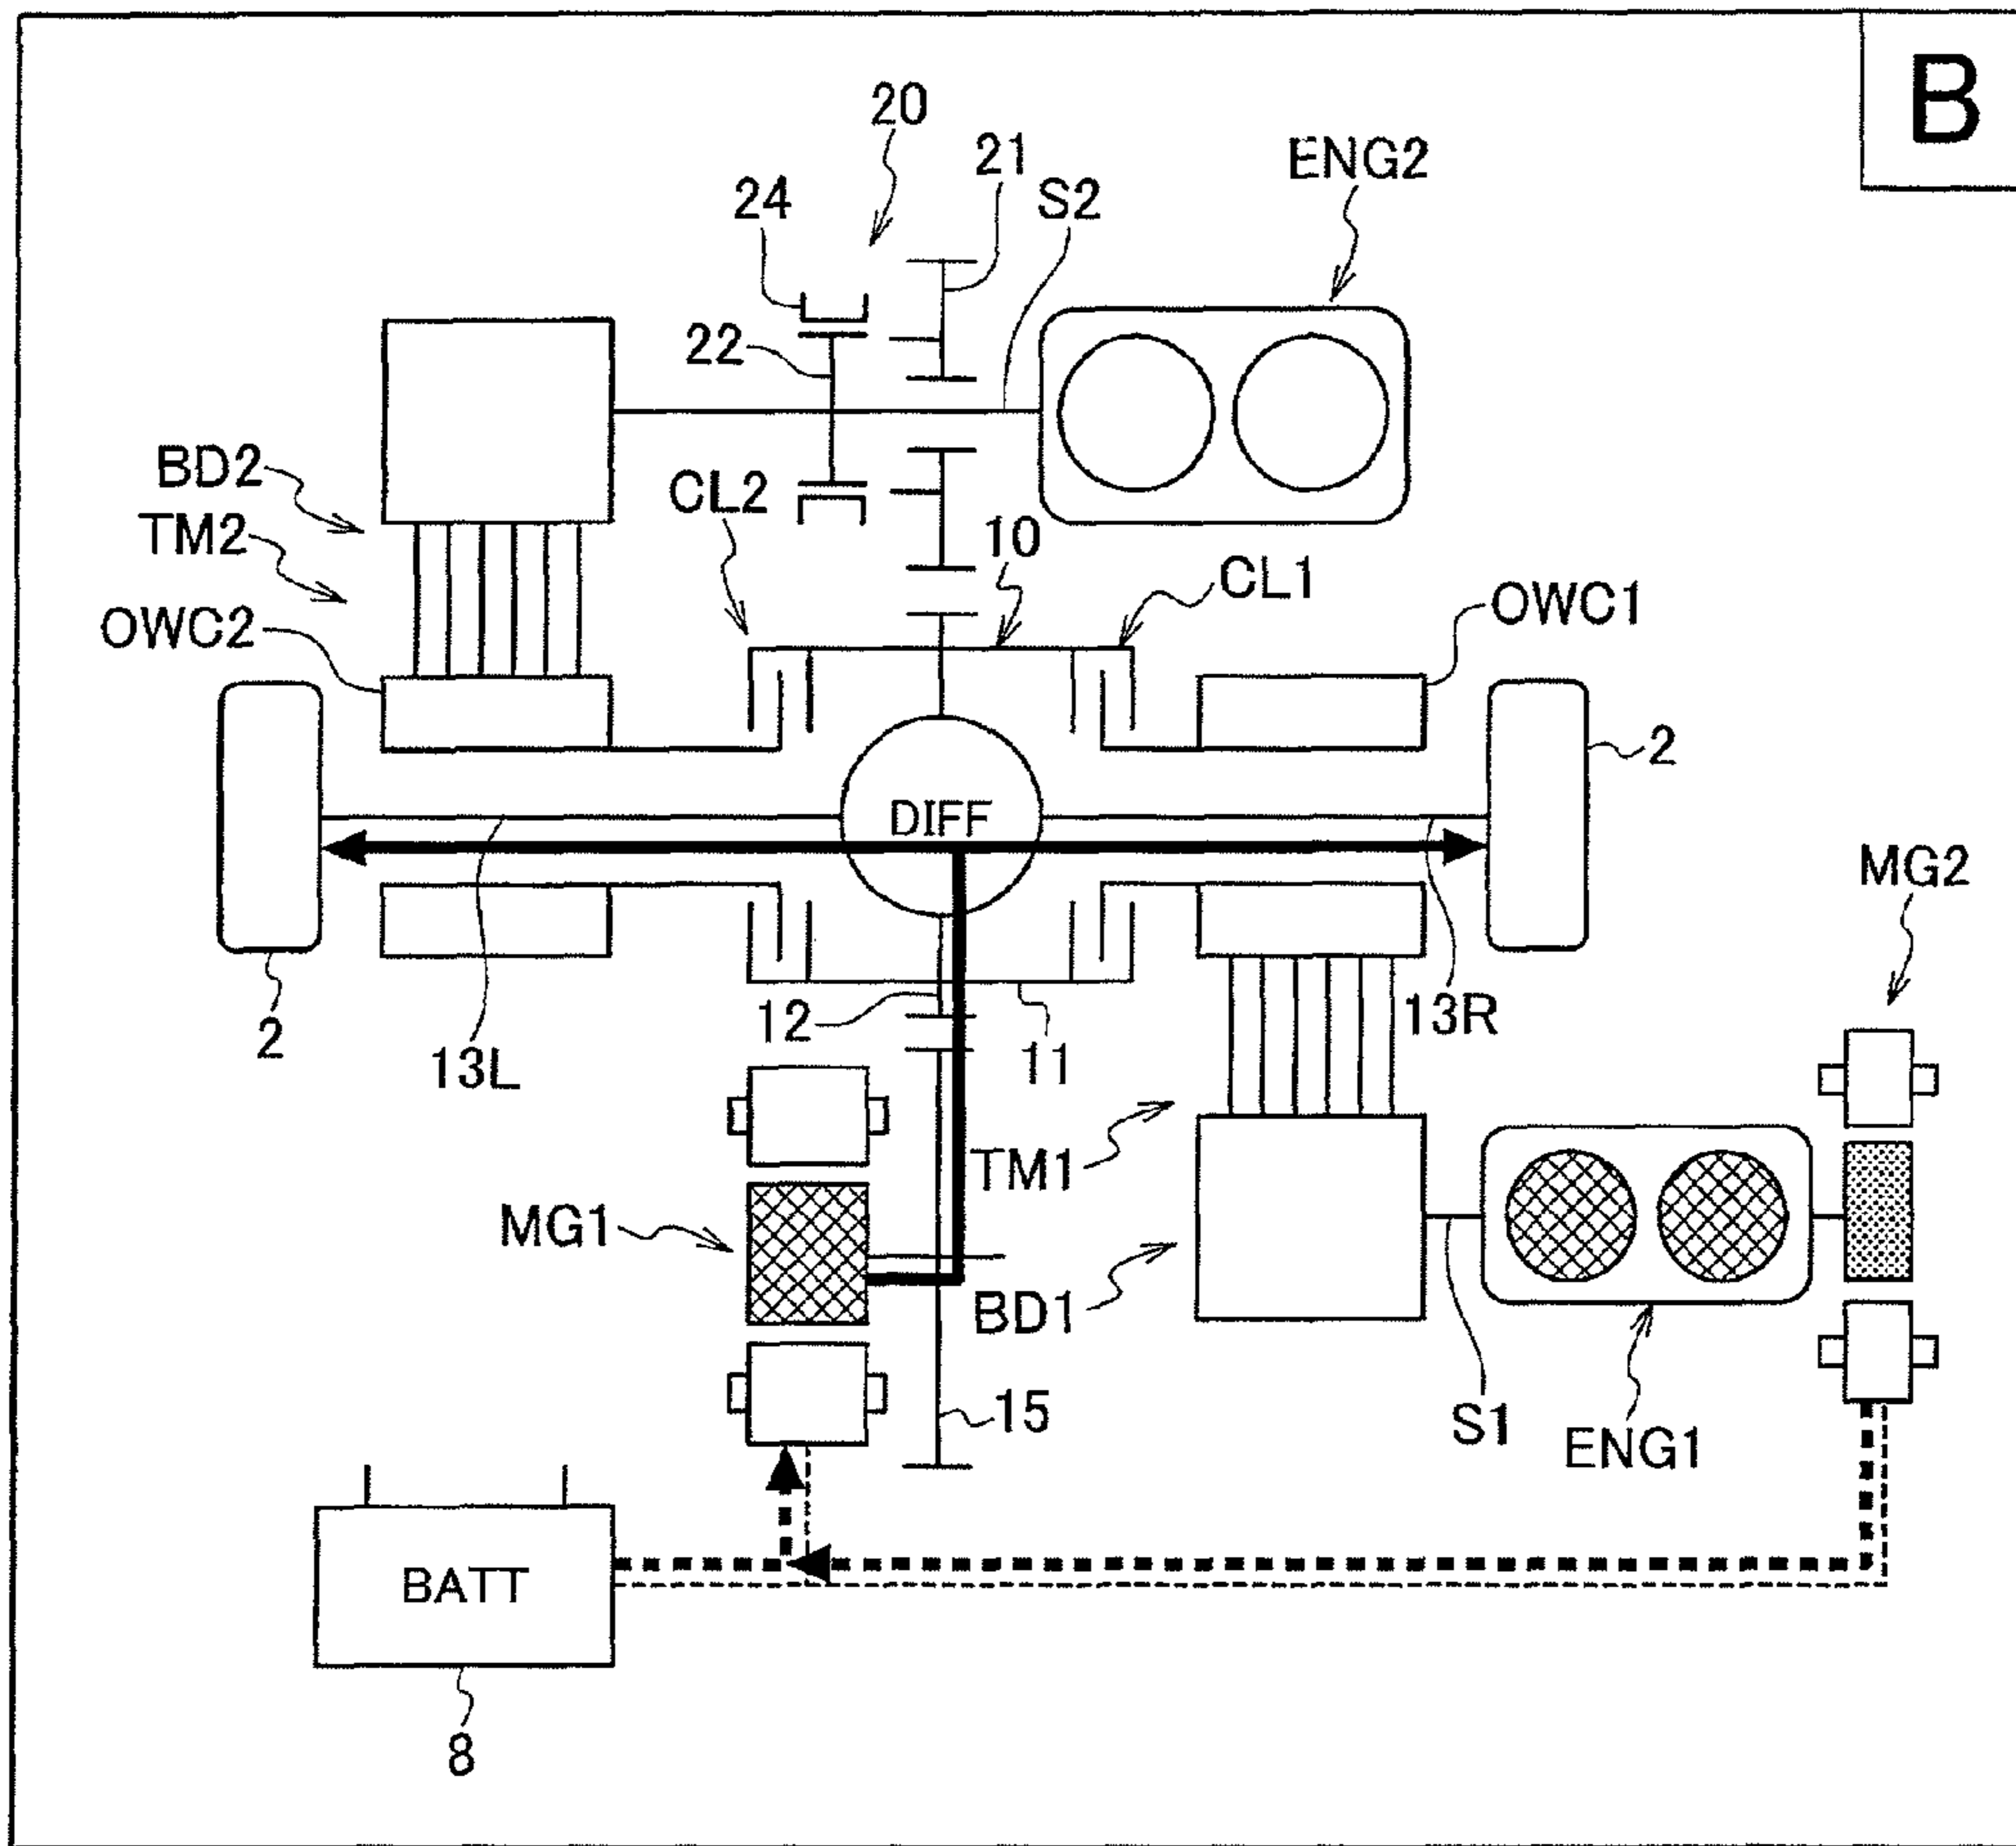 B
20
21
ENG2
24
S2
22
BD2
CL2
TM2
10
CL1
OWC2
OWC1
2
DIFF
MG2
12
13R
2
13L
11
TM1
MG1
BD1
15
S1
ENG1
BATT
8